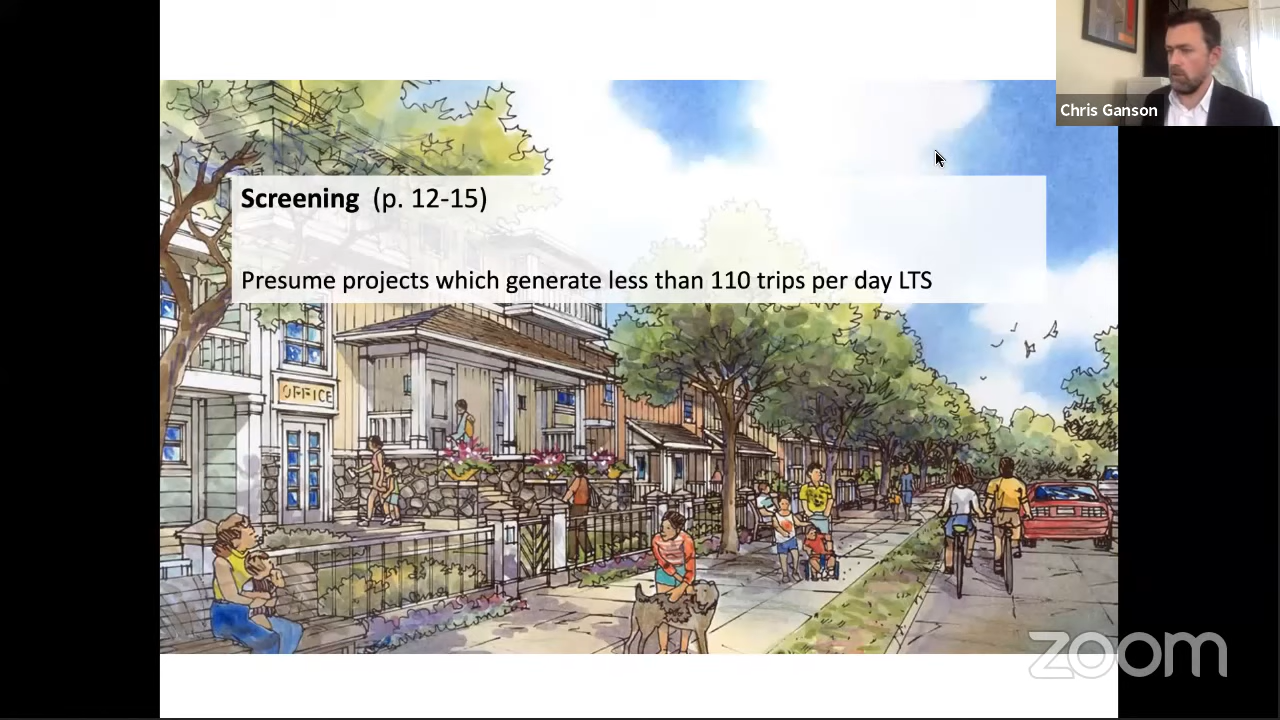 Chris Ganson
Screening (p. 12-15)
Presume projects which generate less than 110 trips per day LTS
OFFICE
zoom